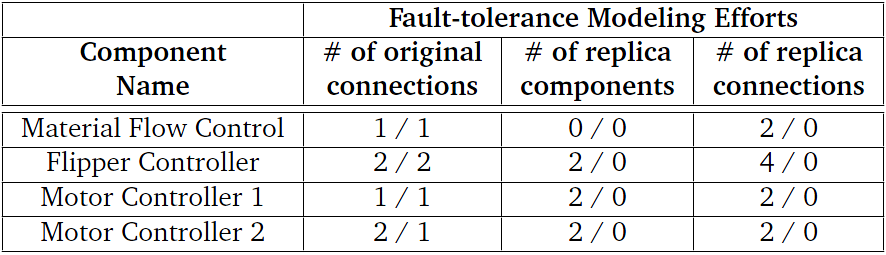 Fault-tolerance Modeling Efforts
Component Name # of original connections # of replica components # of replica connections
Material Flow Control 1 / 1 0 / 0 2 / 0
Flipper Controller 2 / 2 2 / 0 4 / 0
Motor Controller 1 1 / 1 2 / 0 2 / 0
Motor Controller 2 2 / 1 2 / 0 2 / 0